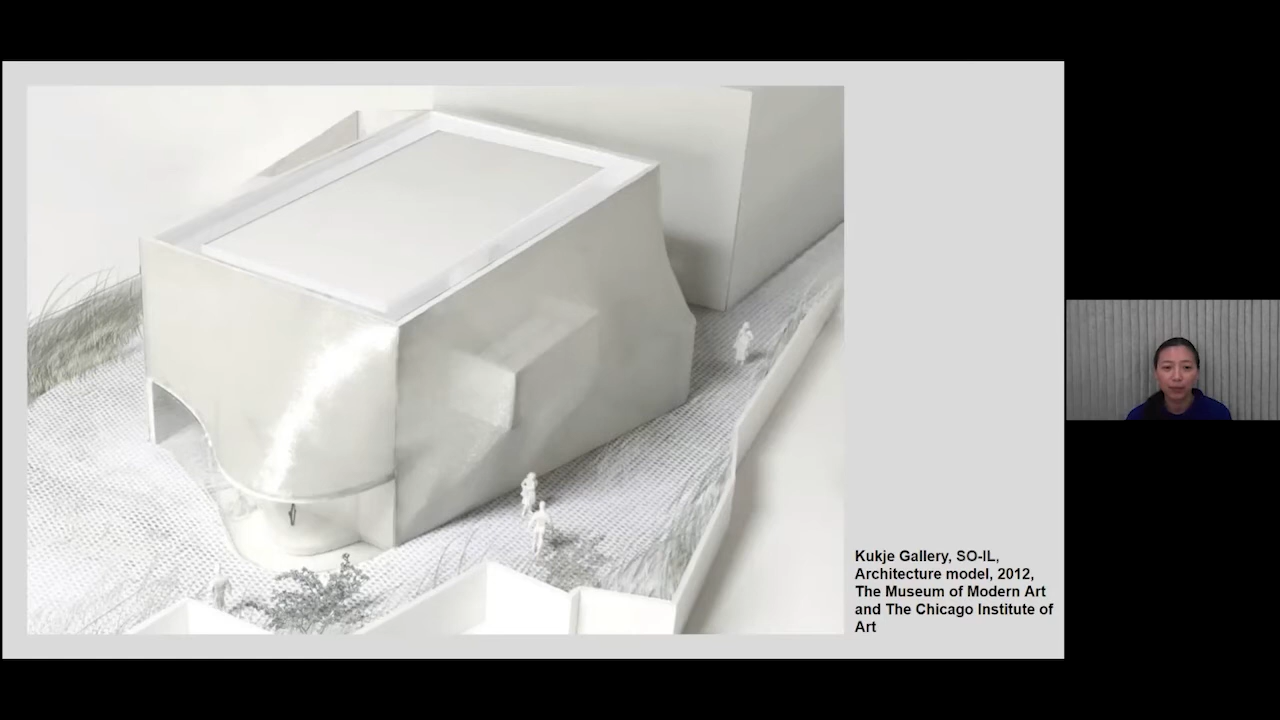 Kukje Gallery, SO-IL,
Architecture model, 2012,
The Museum of Modern Art
and The Chicago Institute of
Art